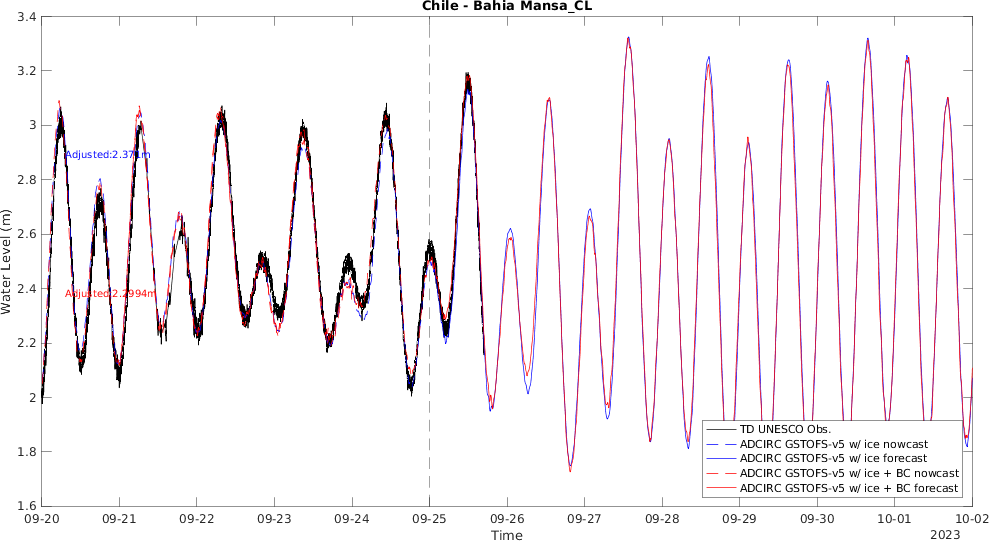 Chile - Bahia Mansa_CL
3.4
3.2
3
2.8
2.6
2.4
2.2
2
1.8
1.6
Water Level (m)
Adjusted:2.2994m
TD UNESCO Obs.
ADCIRC GSTOFS-v5 w/ ice nowcast
ADCIRC GSTOFS-v5 w/ ice forecast
ADCIRC GSTOFS-v5 w/ ice + BC nowcast
ADCIRC GSTOFS-v5 w/ ice + BC forecast
09-20
09-21
09-22
09-23
09-24
09-25
09-26
09-27
09-28
09-29
09-30
10-01
10-02
Time
2023